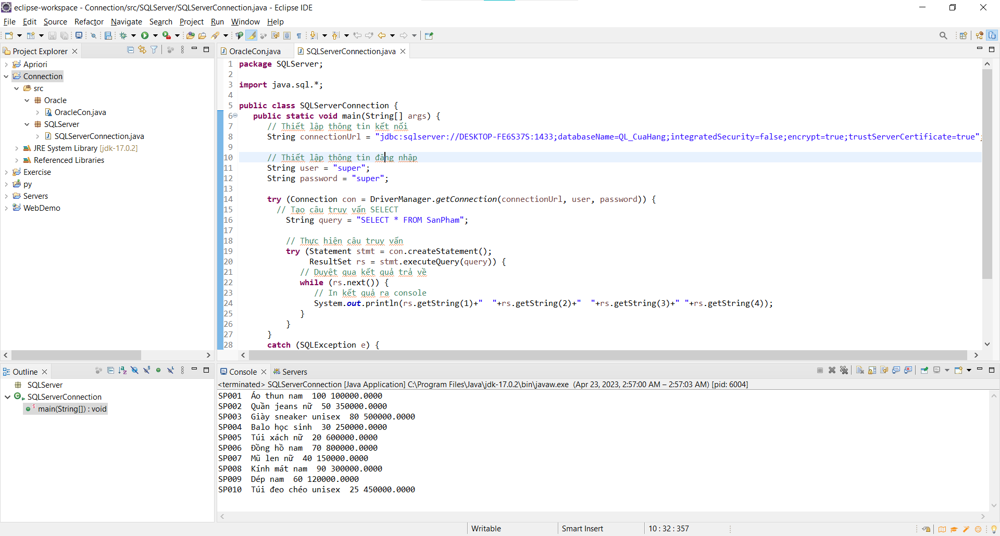 eclipse-workspace - Connection/src/SQLServer/SQLServerConnection.java - Eclipse IDE
File Edit Source Refactor Navigate Search Project Run Window Help
Project Explorer
Apriori
Connection
src
Oracle
OracleCon.java
SQLServer
SQLServerConnection.java
JRE System Library [jdk-17.0.2]
Referenced Libraries
Exercise
py
Servers
WebDemo
OracleCon.java SQLServerConnection.java
1 package SQLServer;
2
3 import java.sql.*;
4
5 public class SQLServerConnection {
6 public static void main(String[] args) {
7 // Thiết lập thông tin kết nối
8 String connectionUrl = "jdbc:sqlserver://DESKTOP-FE6S37S:1433;databaseName=QL_CuaHang;integratedSecurity=false;encrypt=true;trustServerCertificate=true";
9
10 // Thiết lập thông tin đăng nhập
11 String user = "super";
12 String password = "super";
13
14 try (Connection con = DriverManager.getConnection(connectionUrl, user, password)) {
15 // Tạo câu truy vấn SELECT
16 String query = "SELECT * FROM SanPham";
17
18 // Thực hiện câu truy vấn
19 try (Statement stmt = con.createStatement();
20 ResultSet rs = stmt.executeQuery(query)) {
21 // Duyệt qua kết quả trả về
22 while (rs.next()) {
23 // In kết quả ra console
24 System.out.println(rs.getString(1)+"  "+rs.getString(2)+"  "+rs.getString(3)+" "+rs.getString(4));
25 }
26 }
27 }
28 catch (SQLException e) {
Outline
SQLServer
SQLServerConnection
main(String[]) : void
Console Servers
<terminated> SQLServerConnection [Java Application] C:\Program Files\Java\jdk-17.0.2\bin\javaw.exe (Apr 23, 2023, 2:57:00 AM – 2:57:03 AM) [pid: 6004]
SP001  Áo thun nam  100 100000.0000
SP002  Quần jeans nữ  50 350000.0000
SP003  Giày sneaker unisex  80 500000.0000
SP004  Balo học sinh  30 250000.0000
SP005  Túi xách nữ  20 600000.0000
SP006  Đồng hồ nam  70 800000.0000
SP007  Mũ len nữ  40 150000.0000
SP008  Kính mát nam  90 300000.0000
SP009  Dép nam  60 120000.0000
SP010  Túi đeo chéo unisex  25 450000.0000
Writable Smart Insert 10 : 32 : 357